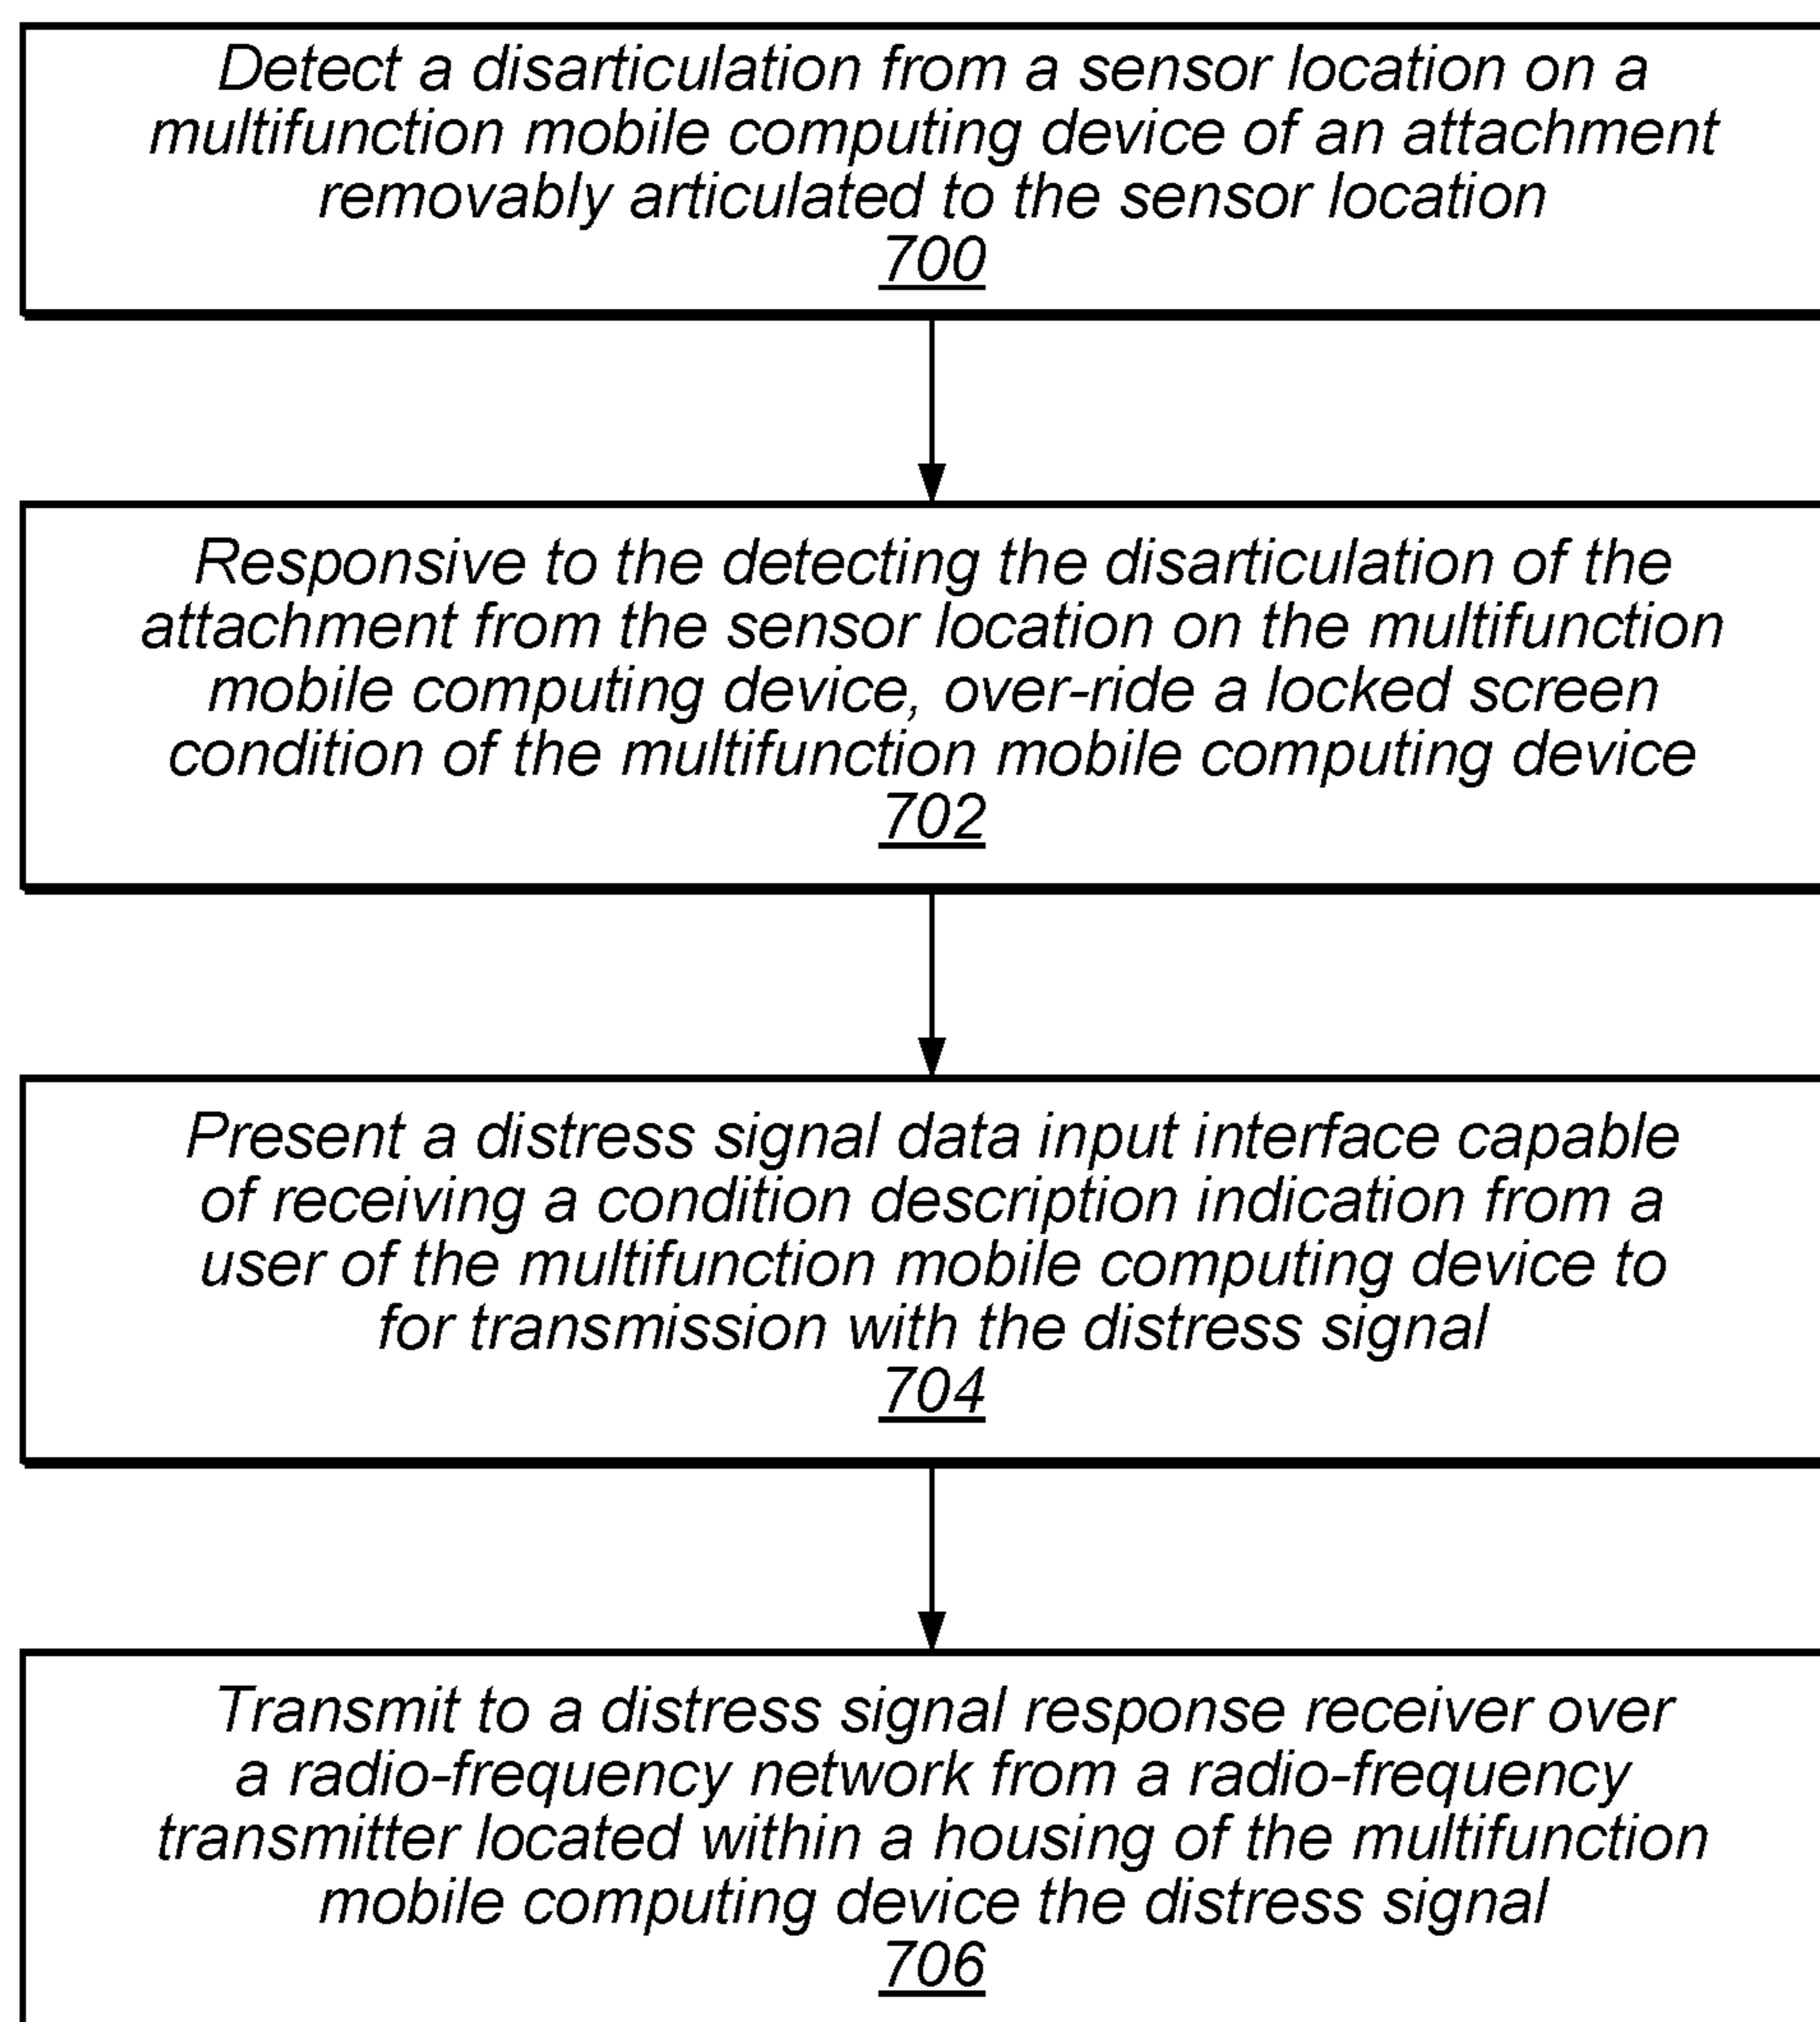 Detect a disarticulation from a sensor location on a
multifunction mobile computing device of an attachment
removably articulated to the sensor location
700
Responsive to the detecting the disarticulation of the
attachment from the sensor location on the multifunction
mobile computing device, over-ride a locked screen
condition of the multifunction mobile computing device
702
Present a distress signal data input interface capable
of receiving a condition description indication from a
user of the multifunction mobile computing device to
for transmission with the distress signal
704
Transmit to a distress signal response receiver over
a radio-frequency network from a radio-frequency
transmitter located within a housing of the multifunction
mobile computing device the distress signal
706